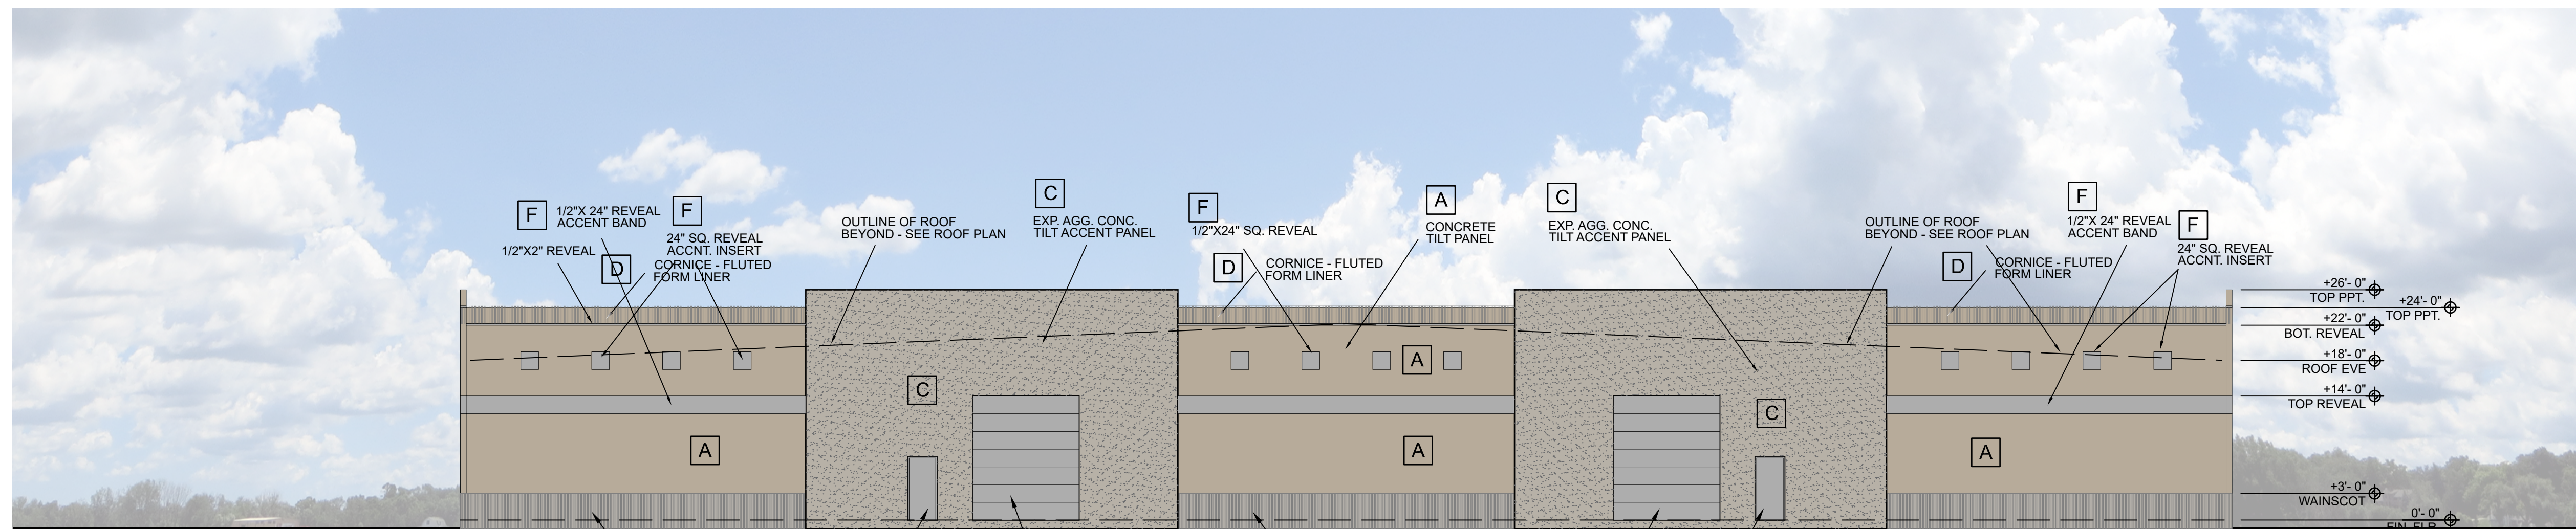 F
1/2"X 24" REVEAL
ACCENT BAND
1/2"X2" REVEAL
F
24" SQ. REVEAL
ACCNT. INSERT
D
CORNICE - FLUTED
FORM LINER
OUTLINE OF ROOF
BEYOND - SEE ROOF PLAN
C
EXP. AGG. CONC.
TILT ACCENT PANEL
F
1/2"X24" SQ. REVEAL
D
CORNICE - FLUTED
FORM LINER
A
CONCRETE
TILT PANEL
C
EXP. AGG. CONC.
TILT ACCENT PANEL
OUTLINE OF ROOF
BEYOND - SEE ROOF PLAN
D
CORNICE - FLUTED
FORM LINER
F
1/2"X 24" REVEAL
ACCENT BAND
F
24" SQ. REVEAL
ACCNT. INSERT
A
C
A
A
C
A
+26'- 0"
TOP PPT.
+24'- 0"
TOP PPT.
+22'- 0"
BOT. REVEAL
+18'- 0"
ROOF EVE
+14'- 0"
TOP REVEAL
+3'- 0"
WAINSCOT
0'- 0"
FIN. FLR.